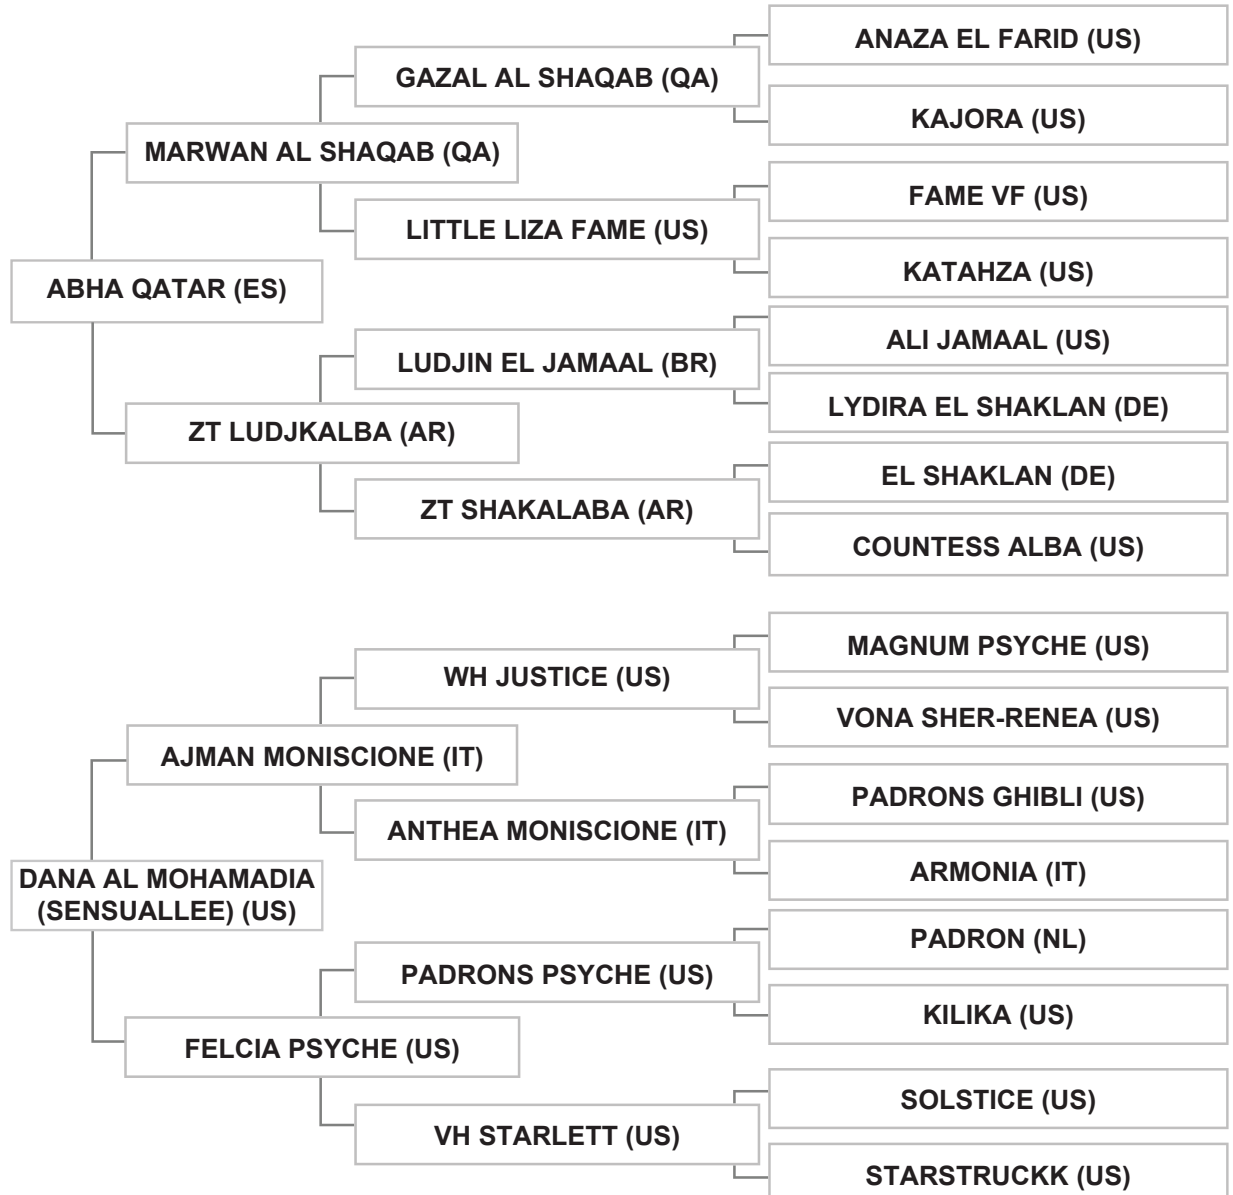 ANAZA EL FARID (US)
GAZAL AL SHAQAB (QA)
KAJORA (US)
MARWAN AL SHAQAB (QA)
FAME VF (US)
LITTLE LIZA FAME (US)
KATAHZA (US)
ABHA QATAR (ES)
ALI JAMAAL (US)
LUDJIN EL JAMAAL (BR)
LYDIRA EL SHAKLAN (DE)
ZT LUDJKALBA (AR)
EL SHAKLAN (DE)
ZT SHAKALABA (AR)
COUNTESS ALBA (US)
MAGNUM PSYCHE (US)
WH JUSTICE (US)
VONA SHER-RENEA (US)
AJMAN MONISCIONE (IT)
PADRONS GHIBLI (US)
ANTHEA MONISCIONE (IT)
ARMONIA (IT)
DANA AL MOHAMADIA
(SENSUALLEE) (US)
PADRON (NL)
PADRONS PSYCHE (US)
KILIKA (US)
FELCIA PSYCHE (US)
SOLSTICE (US)
VH STARLETT (US)
STARSTRUCKK (US)